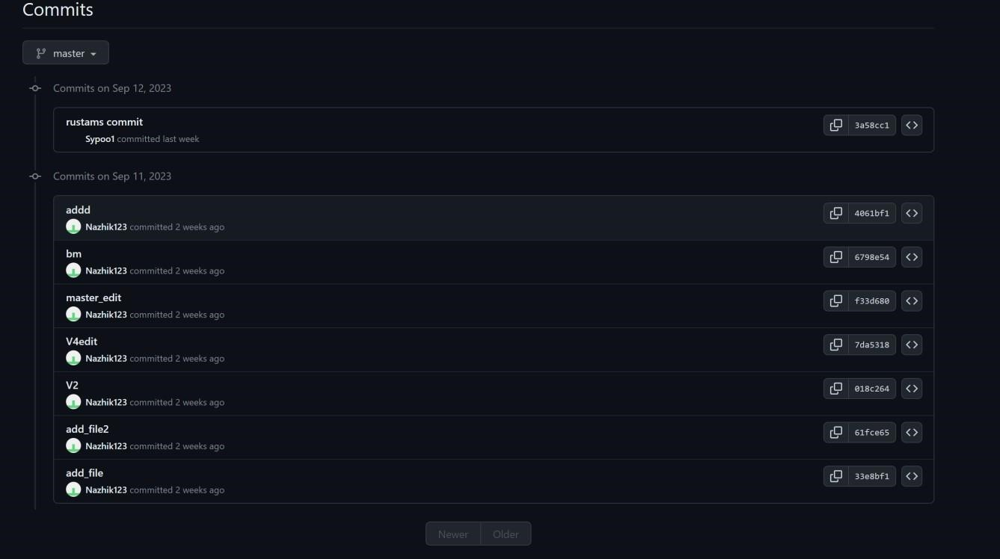 Commits
master
Commits on Sep 12, 2023
rustams commit
3a58cc1
Sypoo1 committed last week
Commits on Sep 11, 2023
addd
4061bf1
Nazhik123 committed 2 weeks ago
bm
6798e54
Nazhik123 committed 2 weeks ago
master_edit
f33d680
Nazhik123 committed 2 weeks ago
V4edit
7da5318
Nazhik123 committed 2 weeks ago
V2
018c264
Nazhik123 committed 2 weeks ago
add_file2
61fce65
Nazhik123 committed 2 weeks ago
add_file
33e8bf1
Nazhik123 committed 2 weeks ago
Newer Older